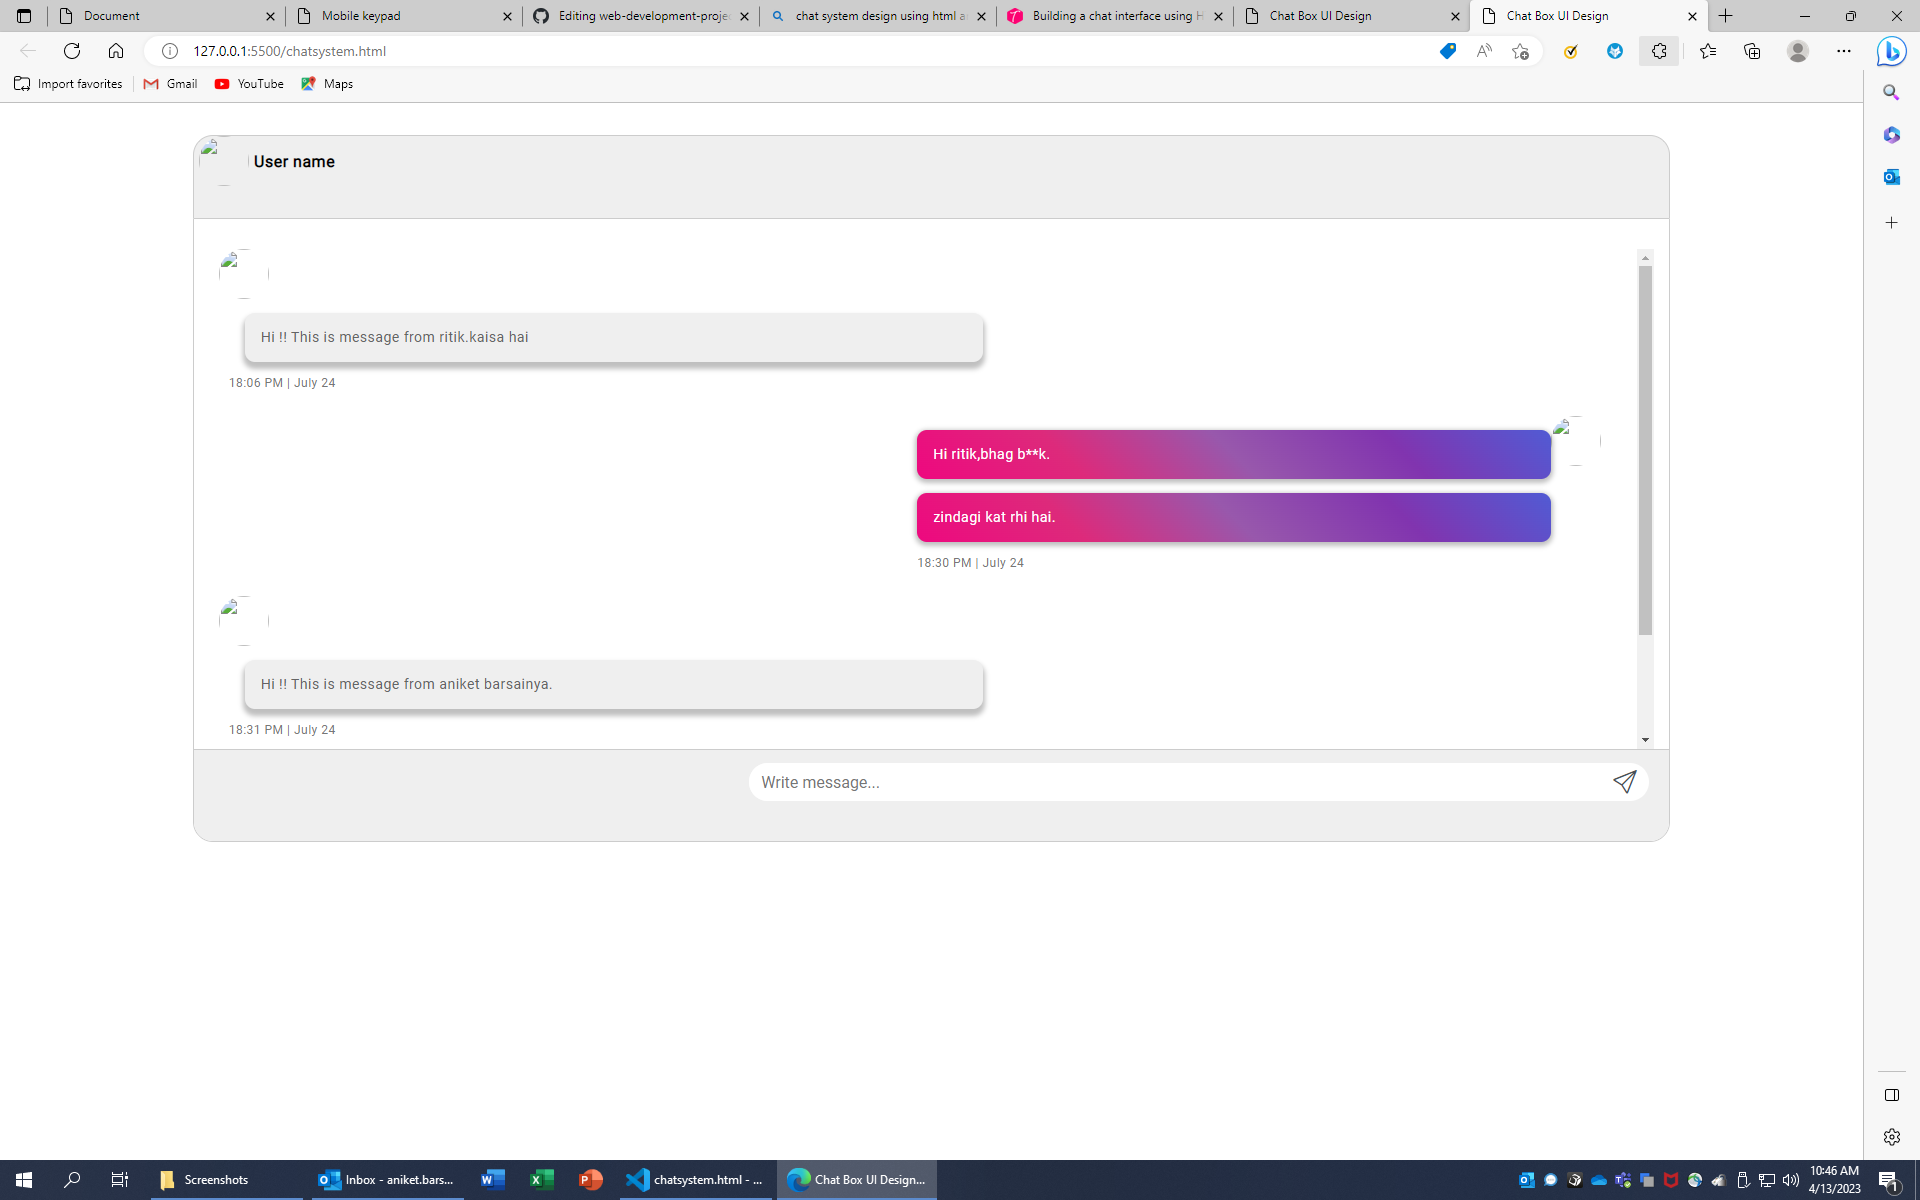 Document
Mobile keypad
Editing web-development-proje
chat system design using html a
Building a chat interface using H
Chat Box UI Design
Chat Box UI Design
127.0.0.1:5500/chatsystem.html
Import favorites
Gmail
YouTube
Maps
User name
Hi !! This is message from ritik.kaisa hai
18:06 PM | July 24
Hi ritik,bhag b**k.
zindagi kat rhi hai.
18:30 PM | July 24
Hi !! This is message from aniket barsainya.
18:31 PM | July 24
Write message...
Screenshots
Inbox - aniket.bars...
chatsystem.html - ...
Chat Box UI Design...
10:46 AM
4/13/2023
1